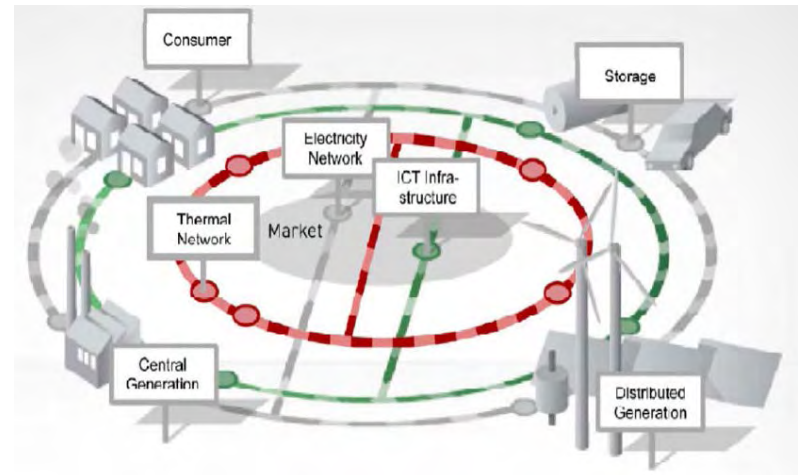 Consumer
Storage
Electricity
Network
ICT Infra-
structure
Thermal
Network
Market
Central
Generation
Distributed
Generation